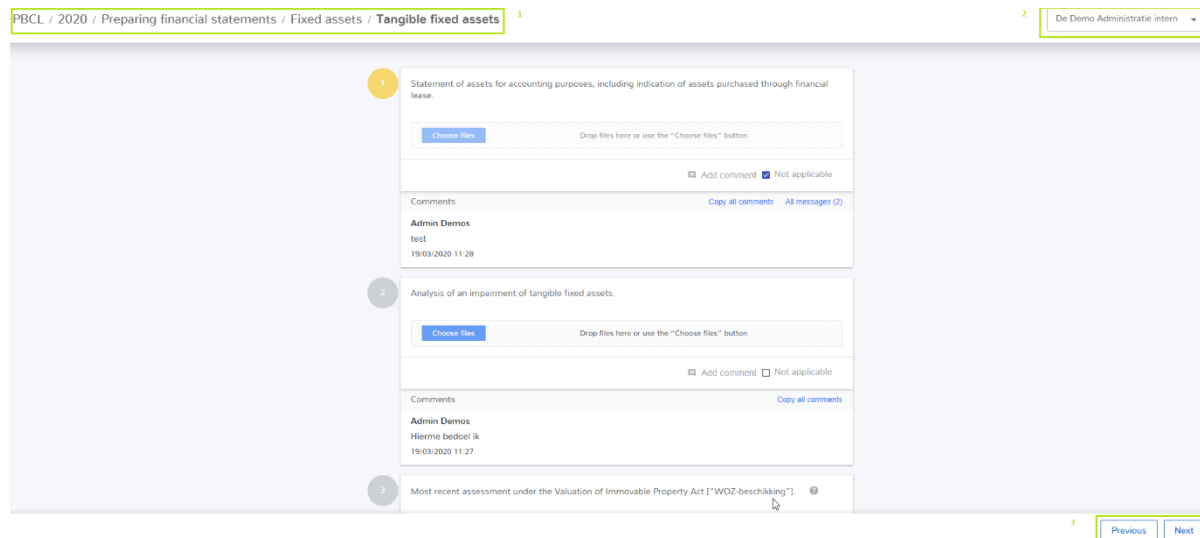 PBCL / 2020 / Preparing financial statements / Fixed assets / Tangible fixed assets
1
2
De Demo Administratie intern
1
Statement of assets for accounting purposes, including indication of assets purchased through financial
lease.
Choose files
Drop files here or use the "Choose files" button
Add comment
Not applicable
Comments
Copy all comments
All messages (2)
Admin Demos
test
19/03/2020 11:28
2
Analysis of an impairment of tangible fixed assets.
Choose files
Drop files here or use the "Choose files" button
Add comment
Not applicable
Comments
Copy all comments
Admin Demos
Hierme bedoel ik
19/03/2020 11:27
3
Most recent assessment under the Valuation of Immovable Property Act ["WOZ-beschikking"].
3
Previous
Next